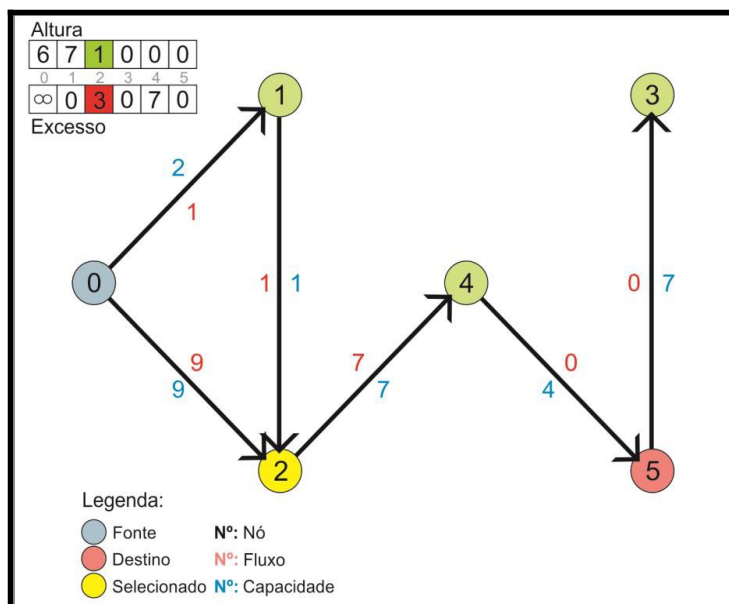 Altura
6 7 1 0 0 0
0 1 2 3 4 5
∞ 0 3 0 7 0
Excesso
1
3
2
1
0
4
1 1
0 7
9
9
7
7
0
4
2
5
Legenda:
Fonte Nº: Nó
Destino Nº: Fluxo
Selecionado Nº: Capacidade